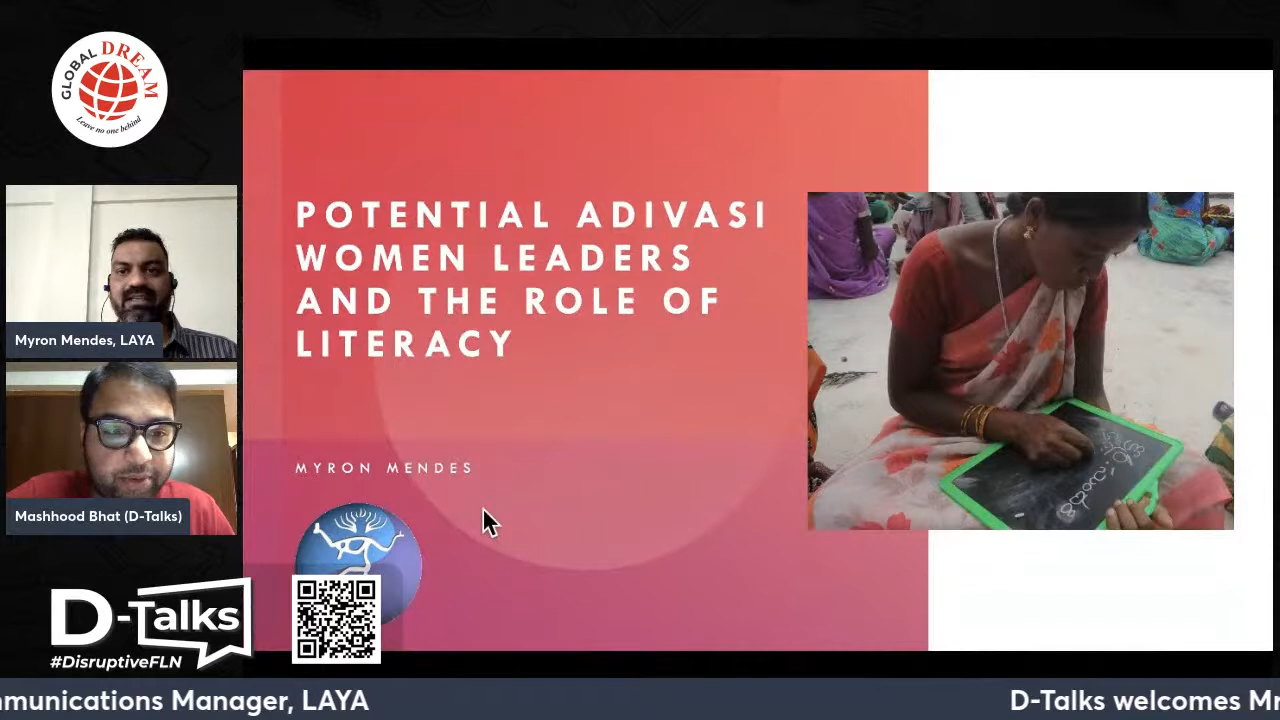 GLOBAL DREAM
Leave no one behind
POTENTIAL ADIVASI
WOMEN LEADERS
AND THE ROLE OF
LITERACY
MYRON MENDES
Myron Mendes, LAYA
Mashhood Bhat (D-Talks)
D-Talks
#DisruptiveFLN
mmunications Manager, LAYA
D-Talks welcomes Mr